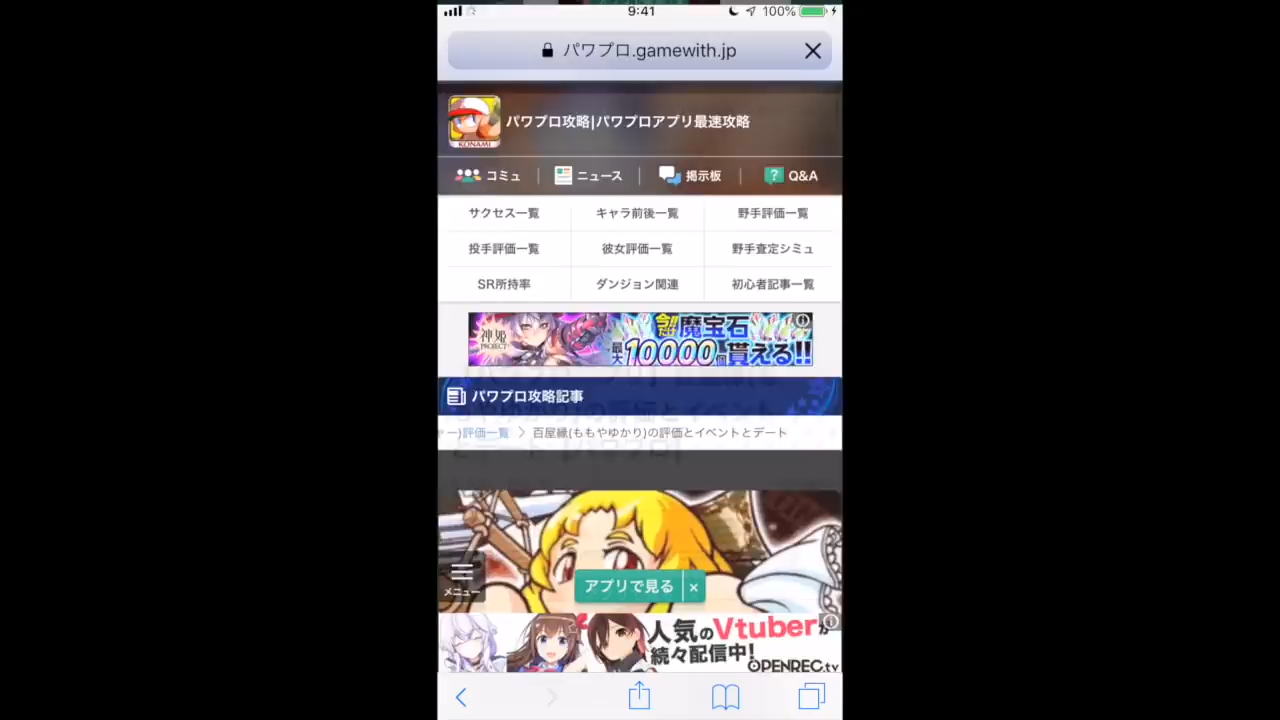 9:41
100%
パワプロ.gamewith.jp
パワプロ攻略|パワプロアプリ最速攻略
KONAMI
コミュ
ニュース
掲示板
Q&A
サクセス一覧
キャラ前後一覧
野手評価一覧
投手評価一覧
彼女評価一覧
野手査定シミュ
SR所持率
ダンジョン関連
初心者記事一覧
神姫
PROJECT
今だけ
魔宝石
最大10000個貰える!!
パワプロ攻略記事
ー)評価一覧 > 百屋縁(ももやゆかり)の評価とイベントとデート
メニュー
アプリで見る ×
人気のVtuberが
続々配信中!
OPENREC.tv